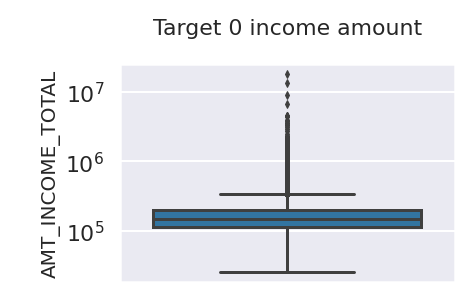 Target 0 income amount
AMT_INCOME_TOTAL
10⁷
10⁶
10⁵